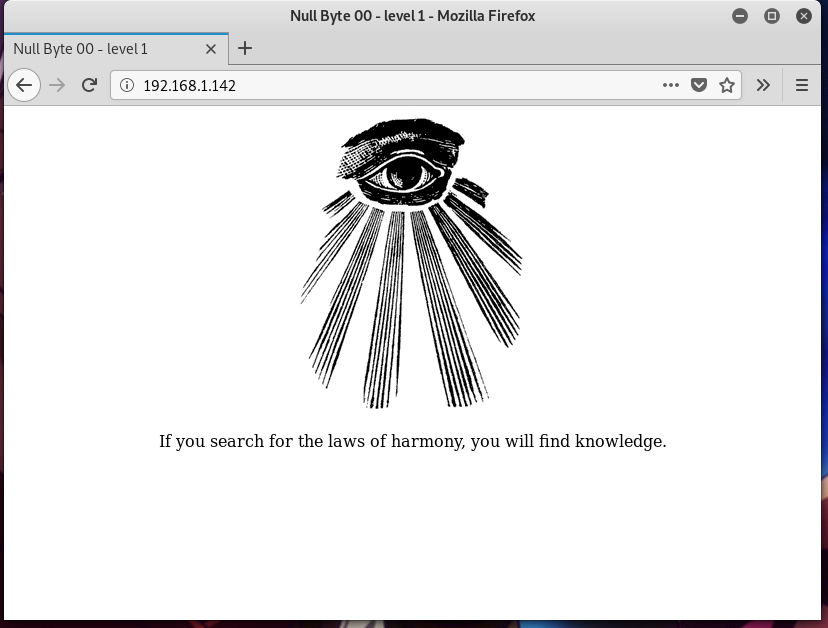 Null Byte 00 - level 1 - Mozilla Firefox
Null Byte 00 - level 1
192.168.1.142
If you search for the laws of harmony, you will find knowledge.